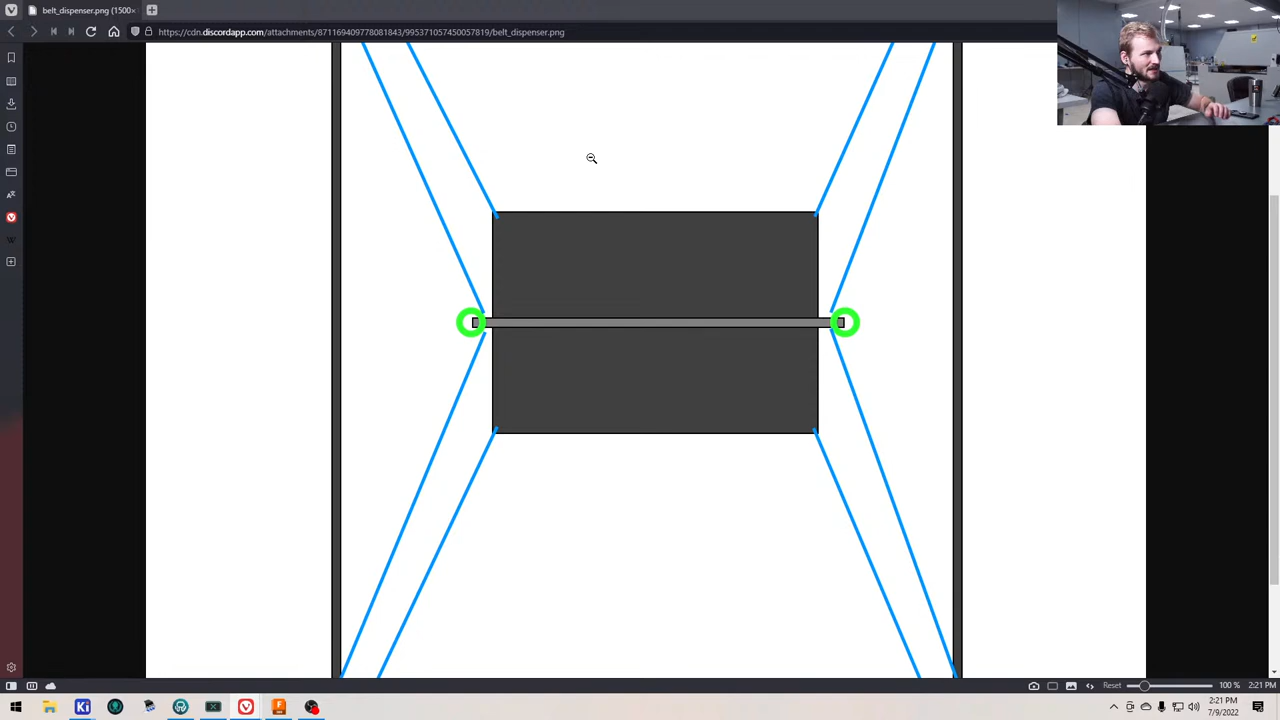 belt_dispenser.png (1500×
https://cdn.discordapp.com/attachments/871169409778081843/995371057450057819/belt_dispenser.png
Reset
100 %
2:21 PM
2:21 PM
7/9/2022